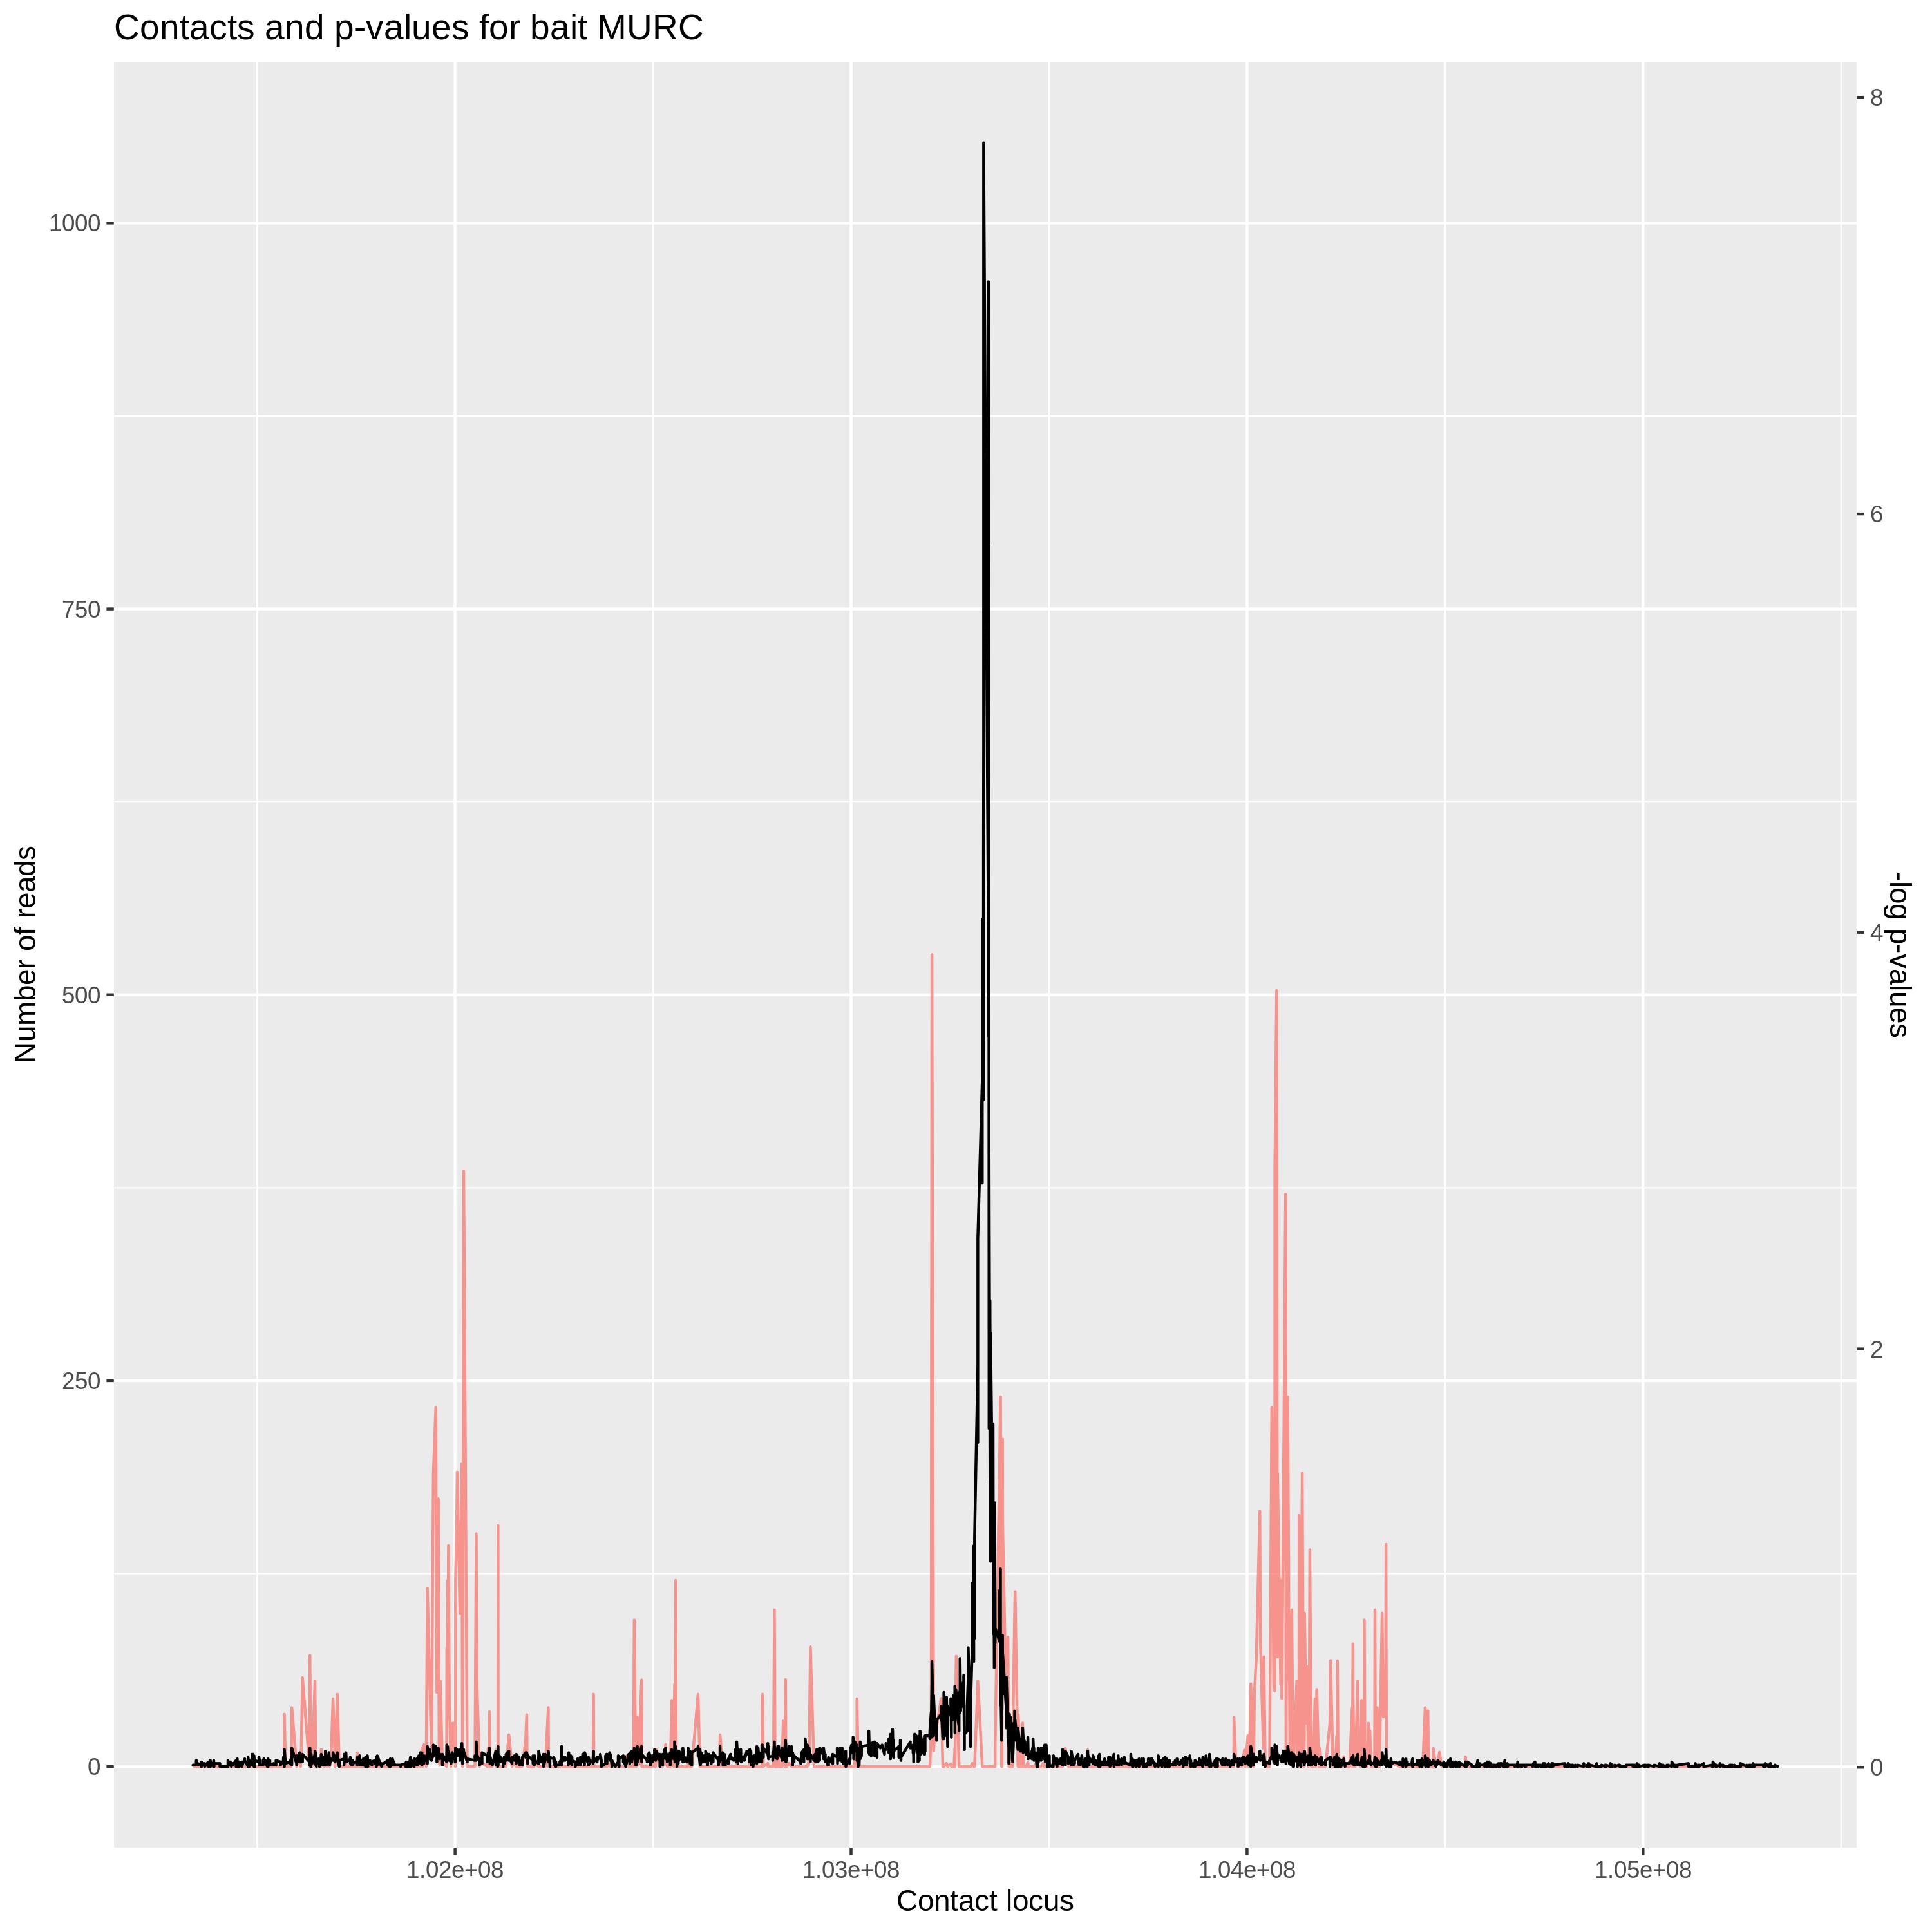 Contacts and p-values for bait MURC
8
1000
6
750
Number of reads
-log p-values
4
500
2
250
0
0
1.02e+08
1.03e+08
1.04e+08
1.05e+08
Contact locus